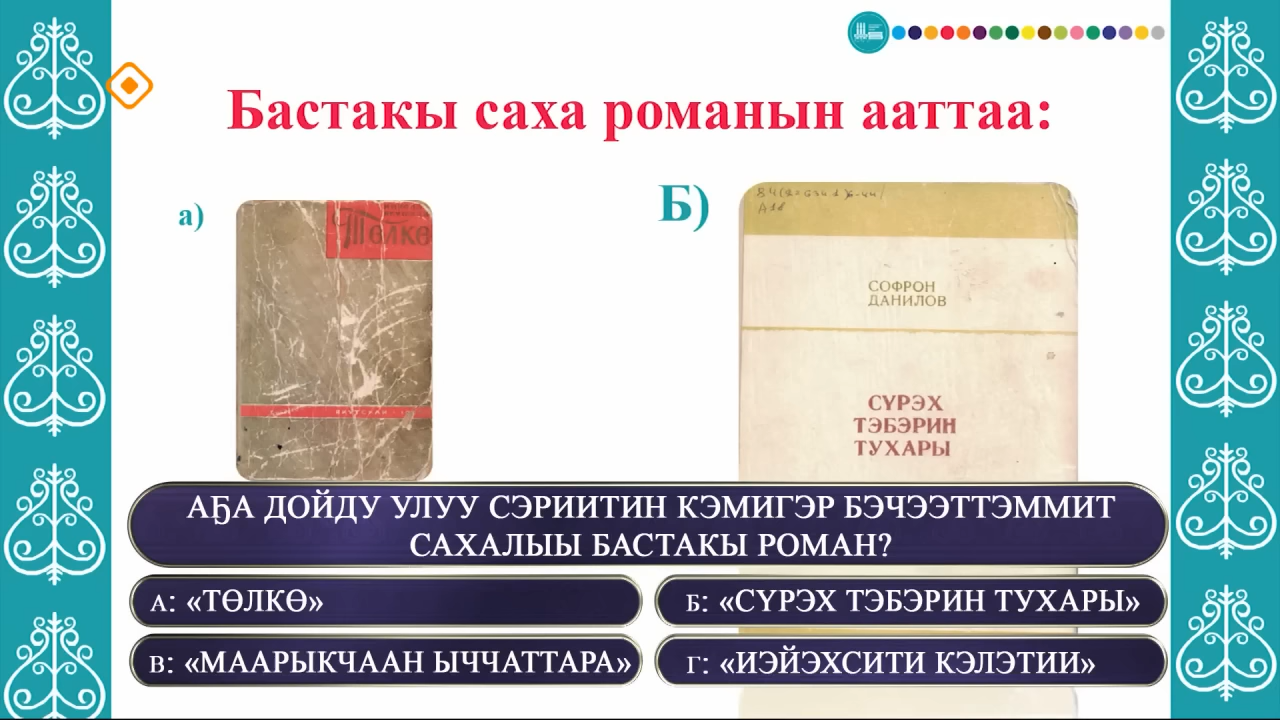 Бастакы саха романын ааттаа:
а)
Төлкө
Б)
СОФРОН
ДАНИЛОВ
СҮРЭХ
ТЭБЭРИН
ТУХАРЫ
АҔА ДОЙДУ УЛУУ СЭРИИТИН КЭМИГЭР БЭЧЭЭТТЭММИТ
САХАЛЫЫ БАСТАКЫ РОМАН?
А: «ТӨЛКӨ»
Б: «СҮРЭХ ТЭБЭРИН ТУХАРЫ»
В: «МААРЫКЧААН ЫЧЧАТТАРА»
Г: «ИЭЙЭХСИТИ КЭЛЭТИИ»